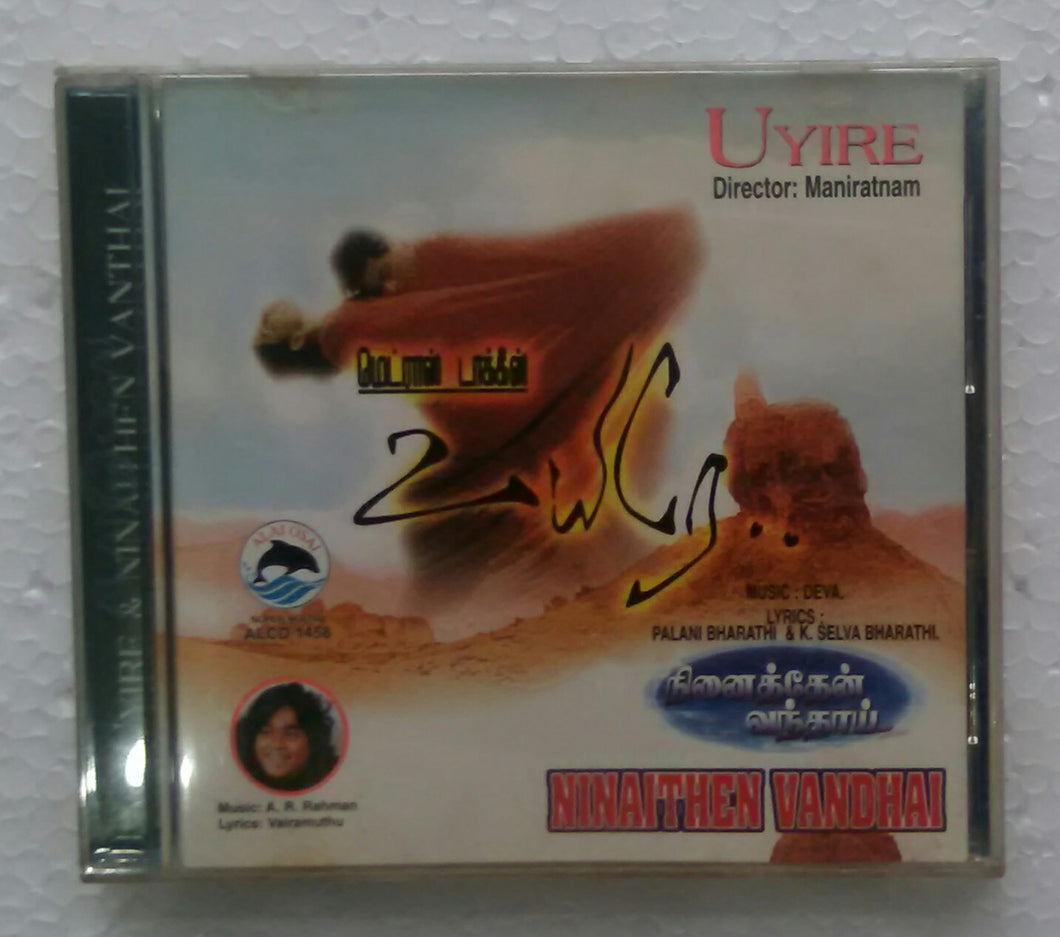 UYIRE
Director: Maniratnam
மெட்ராஸ் டாக்கீஸ்
உயிரே..
ALAI OSAI
ALCD 1458
MUSIC : DEVA.
LYRICS :
PALANI BHARATHI & K. SELVA BHARATHI.
நினைத்தேன்
வந்தாய்..
NINAITHEN VANDHAI
Music: A. R. Rahman
Lyrics: Vairamuthu
UYIRE & NINAITHEN VANTHAI